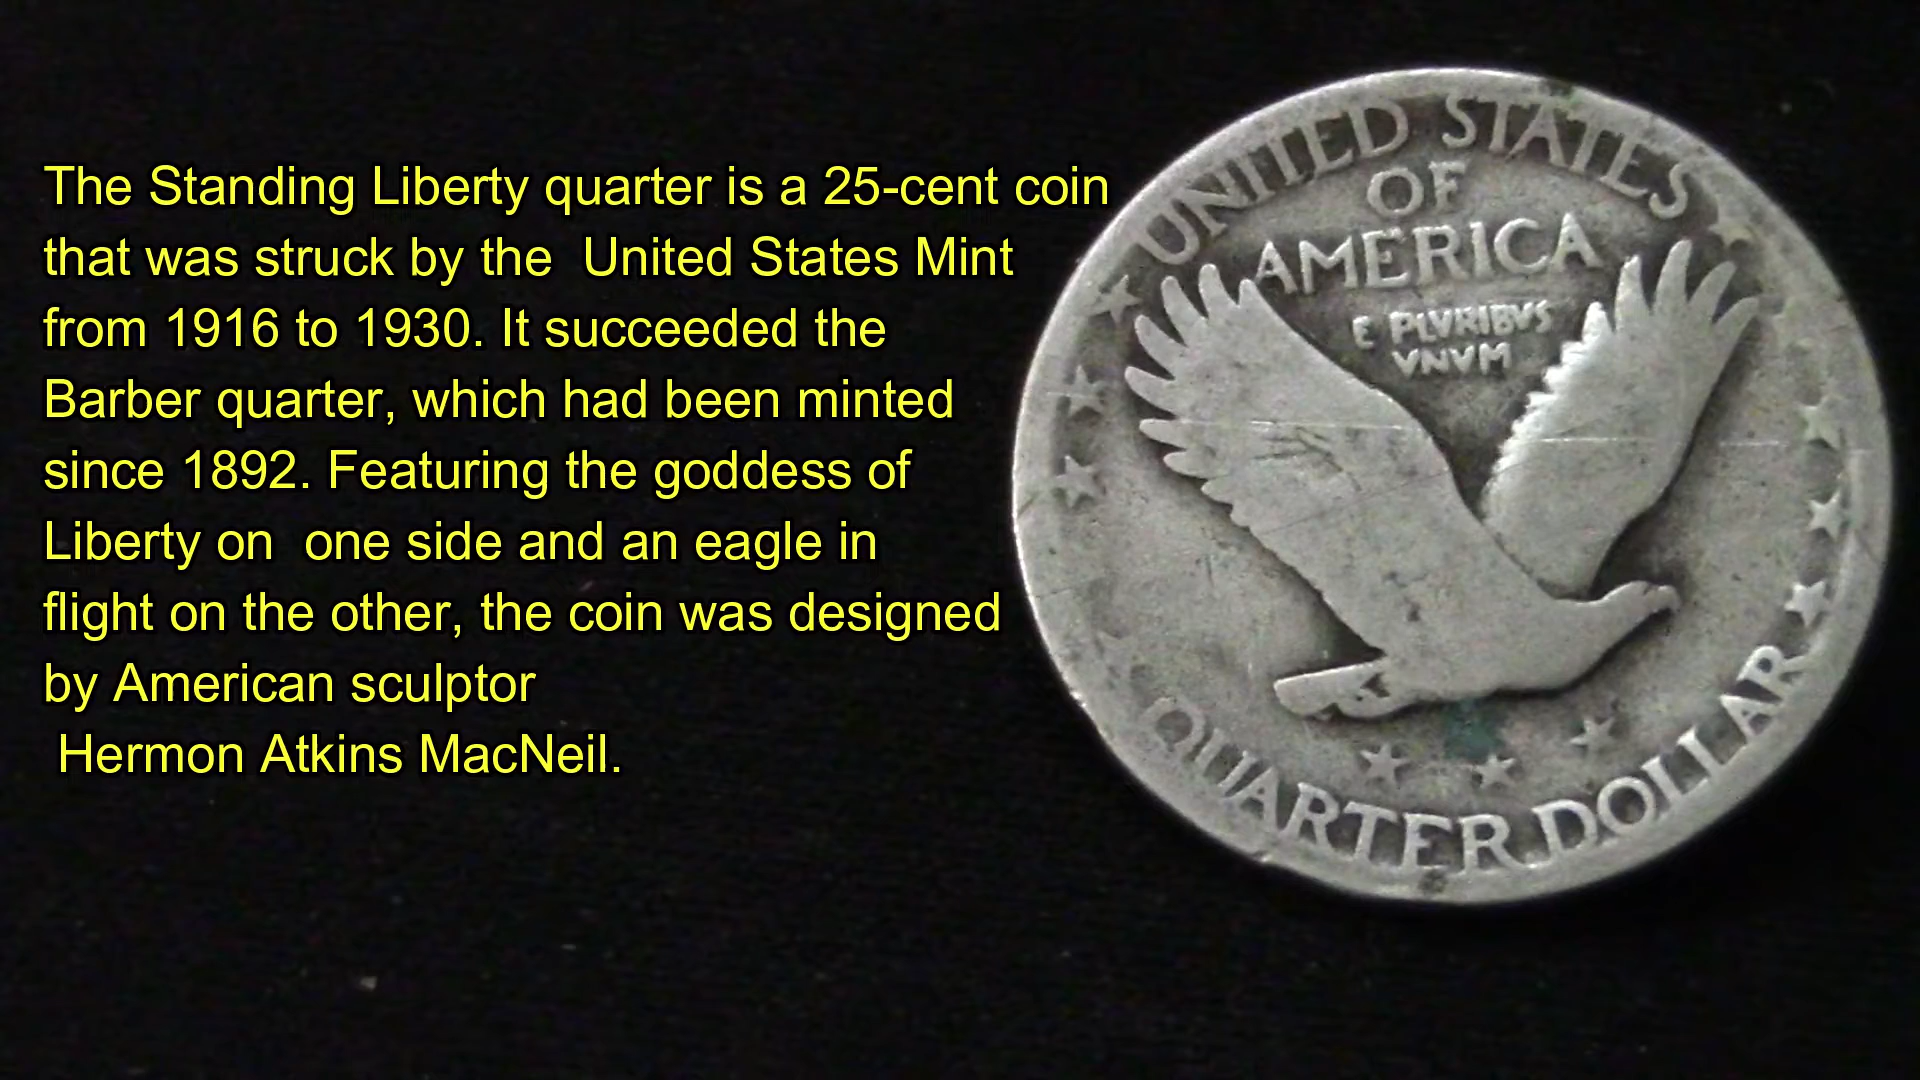 The Standing Liberty quarter is a 25-cent coin
that was struck by the  United States Mint
from 1916 to 1930. It succeeded the
Barber quarter, which had been minted
since 1892. Featuring the goddess of
Liberty on  one side and an eagle in
flight on the other, the coin was designed
by American sculptor
Hermon Atkins MacNeil.
UNITED STATES
OF
AMERICA
E PLVRIBVS
VNVM
QUARTER DOLLAR